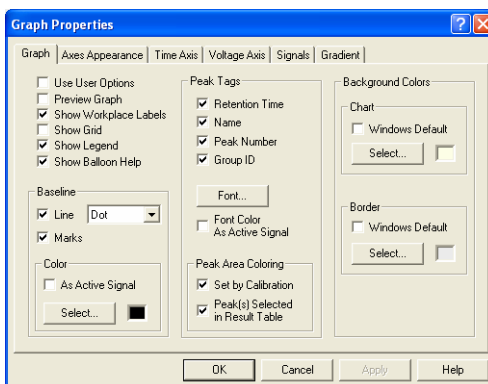 Graph Properties
Graph
Axes Appearance
Time Axis
Voltage Axis
Signals
Gradient
Use User Options
Preview Graph
Show Workplace Labels
Show Grid
Show Legend
Show Balloon Help
Baseline
Line
Dot
Marks
Color
As Active Signal
Select...
Peak Tags
Retention Time
Name
Peak Number
Group ID
Font...
Font Color
As Active Signal
Peak Area Coloring
Set by Calibration
Peak(s) Selected
in Result Table
Background Colors
Chart
Windows Default
Select...
Border
Windows Default
Select...
OK
Cancel
Apply
Help